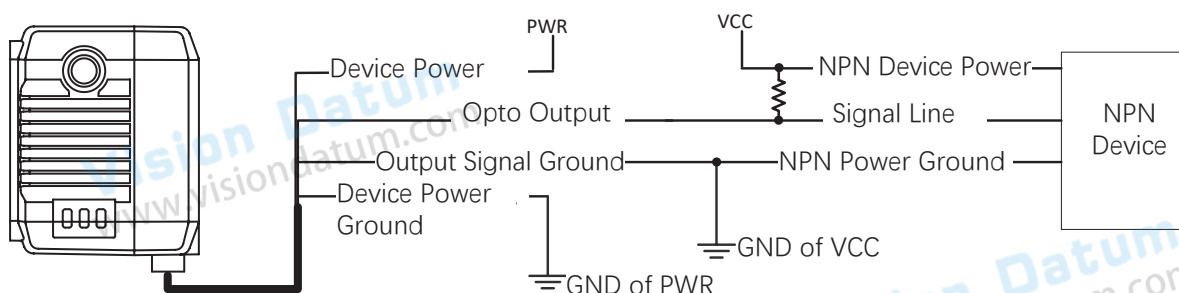 PWR
VCC
Device Power
NPN Device Power
Opto Output
Signal Line
NPN
Device
Output Signal Ground
NPN Power Ground
Device Power
Ground
GND of VCC
GND of PWR
Vision Datum
www.visiondatum.com
Datum